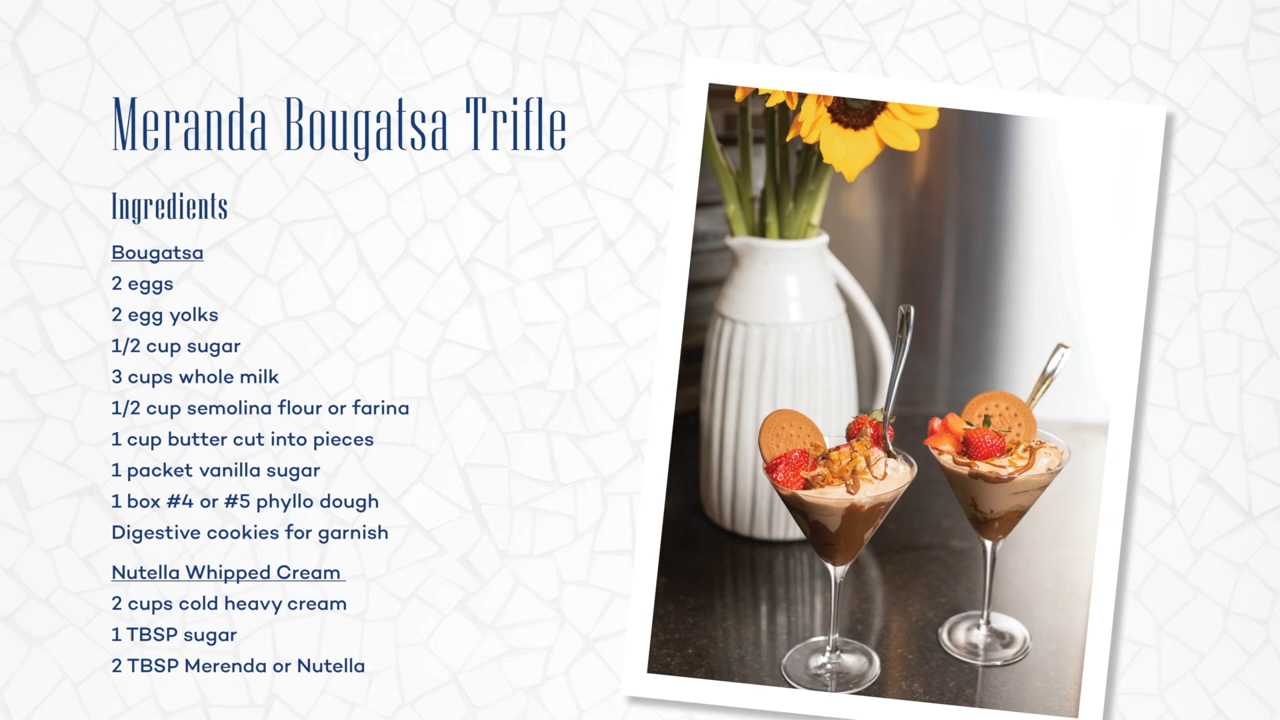 Meranda Bougatsa Trifle
Ingredients
Bougatsa
2 eggs
2 egg yolks
1/2 cup sugar
3 cups whole milk
1/2 cup semolina flour or farina
1 cup butter cut into pieces
1 packet vanilla sugar
1 box #4 or #5 phyllo dough
Digestive cookies for garnish
Nutella Whipped Cream
2 cups cold heavy cream
1 TBSP sugar
2 TBSP Merenda or Nutella